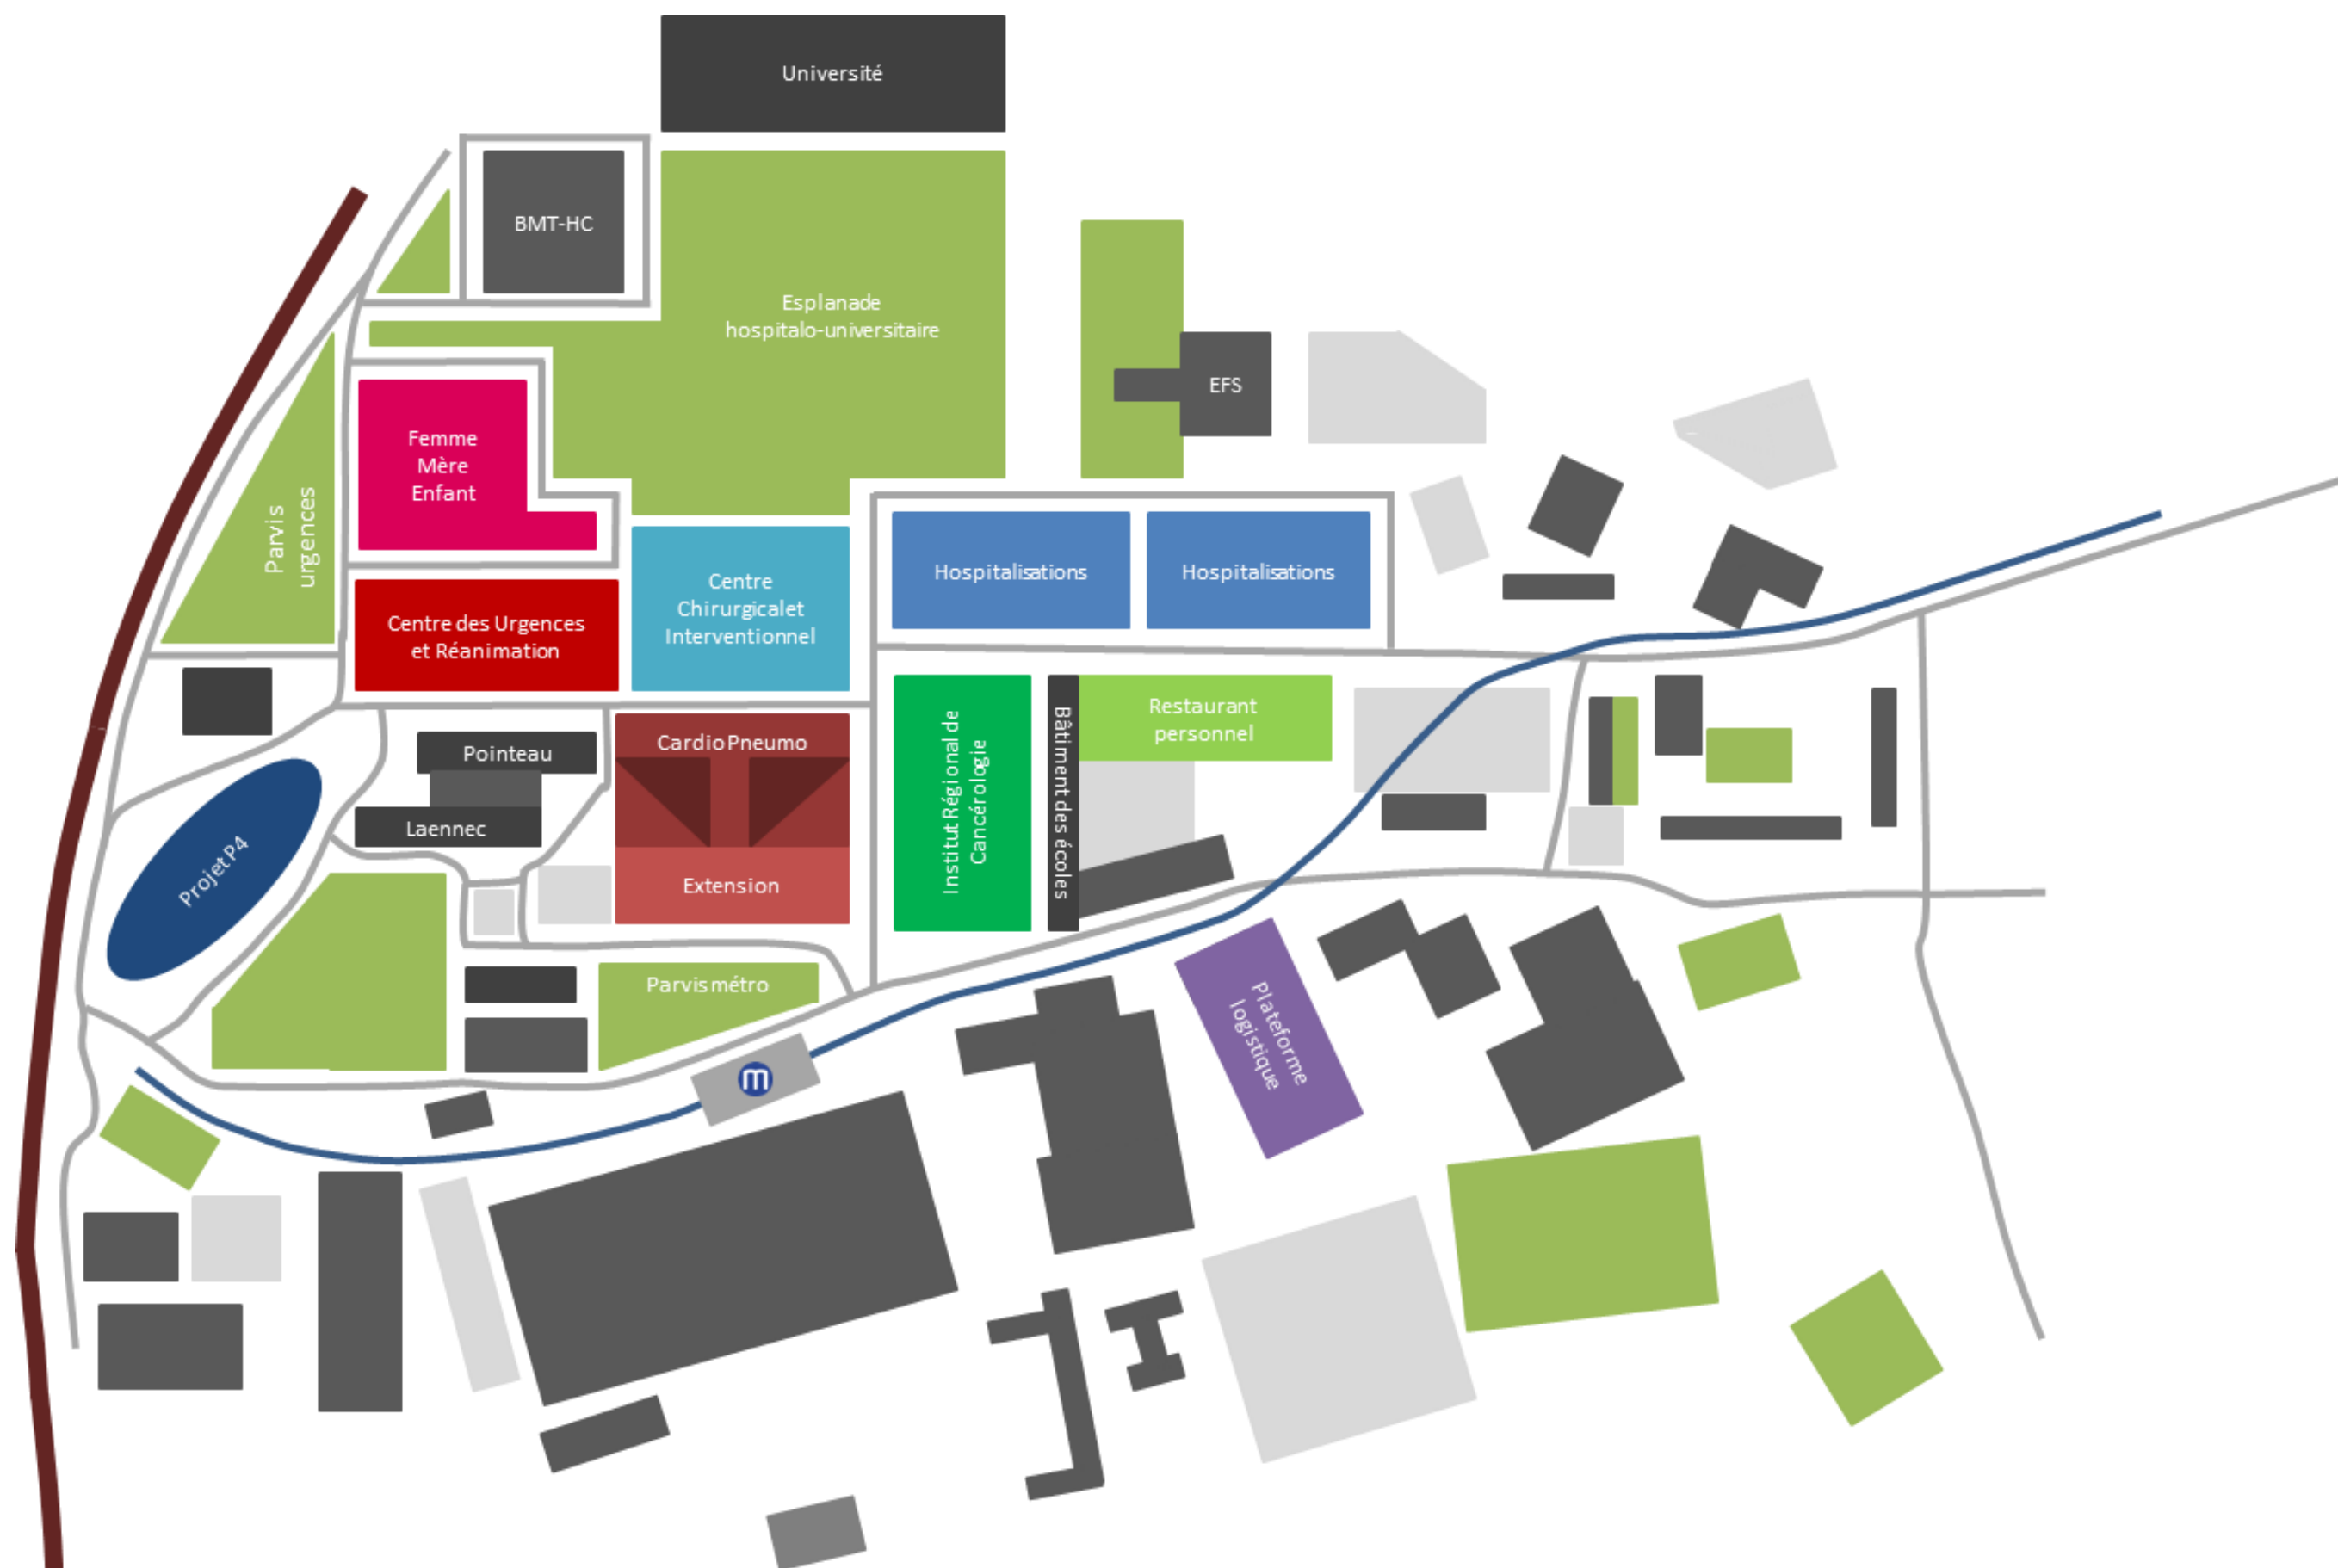 Université
BMT-HC
Esplanade
hospitalo-universitaire
EFS
Femme
Mère
Enfant
Parvis
urgences
Centre des Urgences
et Réanimation
Centre
Chirurgicalet
Interventionnel
Hospitalisations
Hospitalisations
Pointeau
Laennec
Cardio Pneumo
Extension
Institut Régional de
Cancérologie
Bâtiment des écoles
Restaurant
personnel
Projet P4
Parvis métro
m
Plateforme
logistique